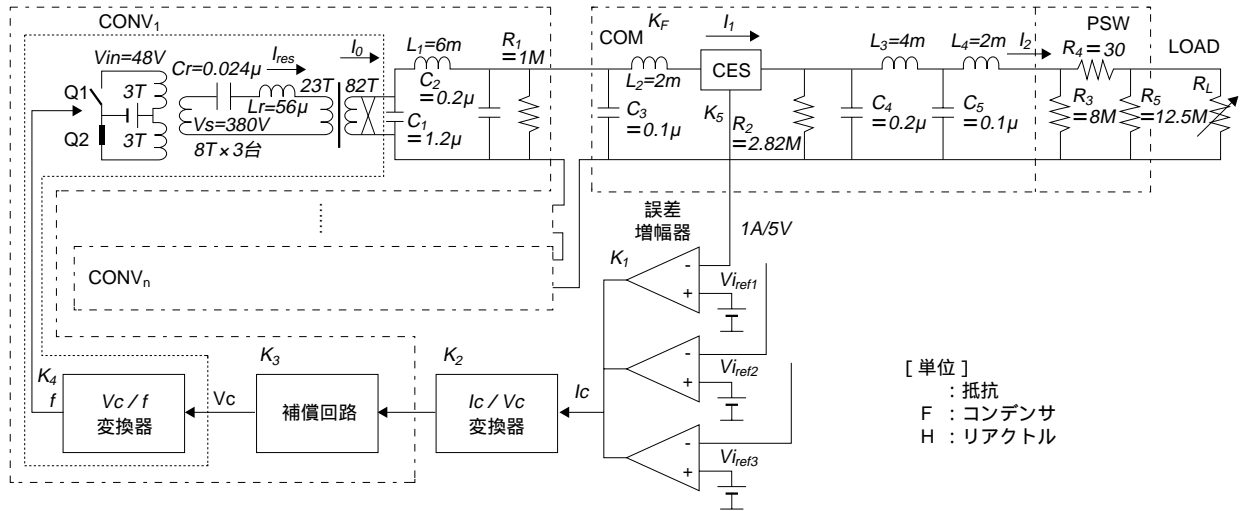 CONV1
Vin=48V
Cr=0.024μ
Ires
I0
Q1
Q2
3T
3T
Lr=56μ
Vs=380V
8T×3台
23T
82T
L1=6m
C2
=0.2μ
C1
=1.2μ
R1
=1M
KF
COM
L2=2m
C3
=0.1μ
I1
CES
K5
R2
=2.82M
L3=4m
L4=2m
I2
C4
=0.2μ
C5
=0.1μ
PSW
R4=30
R3
=8M
R5
=12.5M
LOAD
RL
CONVn
誤差
増幅器
1A/5V
K1
-
+
Viref1
-
+
Viref2
-
+
Viref3
K4
f
Vc / f
変換器
Vc
K3
補償回路
K2
Ic / Vc
変換器
Ic
[ 単位 ]
: 抵抗
F : コンデンサ
H : リアクトル